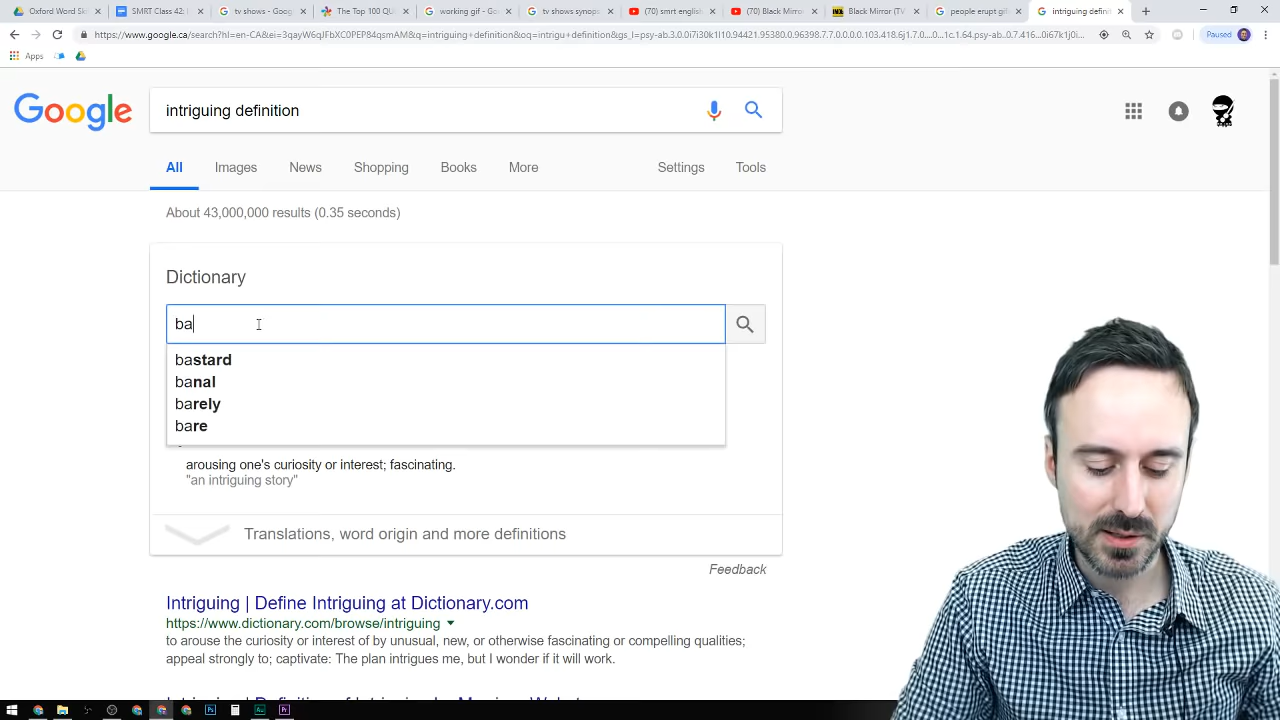 Oxford Word Ske
SMRT Class 42:
tv shows - Goog
The Top 100 QU
working gif - Go
tv shows synop
(70) smrt englis
(70) Black Mirro
Black Mirror (TV
people erupt gi
intriguing defini
Paused
Apps
Google
intriguing definition
All Images News Shopping Books More Settings Tools
About 43,000,000 results (0.35 seconds)
Dictionary
ba
bastard
banal
barely
bare
arousing one's curiosity or interest; fascinating.
"an intriguing story"
Translations, word origin and more definitions
Feedback
Intriguing | Define Intriguing at Dictionary.com
https://www.dictionary.com/browse/intriguing
to arouse the curiosity or interest of by unusual, new, or otherwise fascinating or compelling qualities;
appeal strongly to; captivate: The plan intrigues me, but I wonder if it will work.